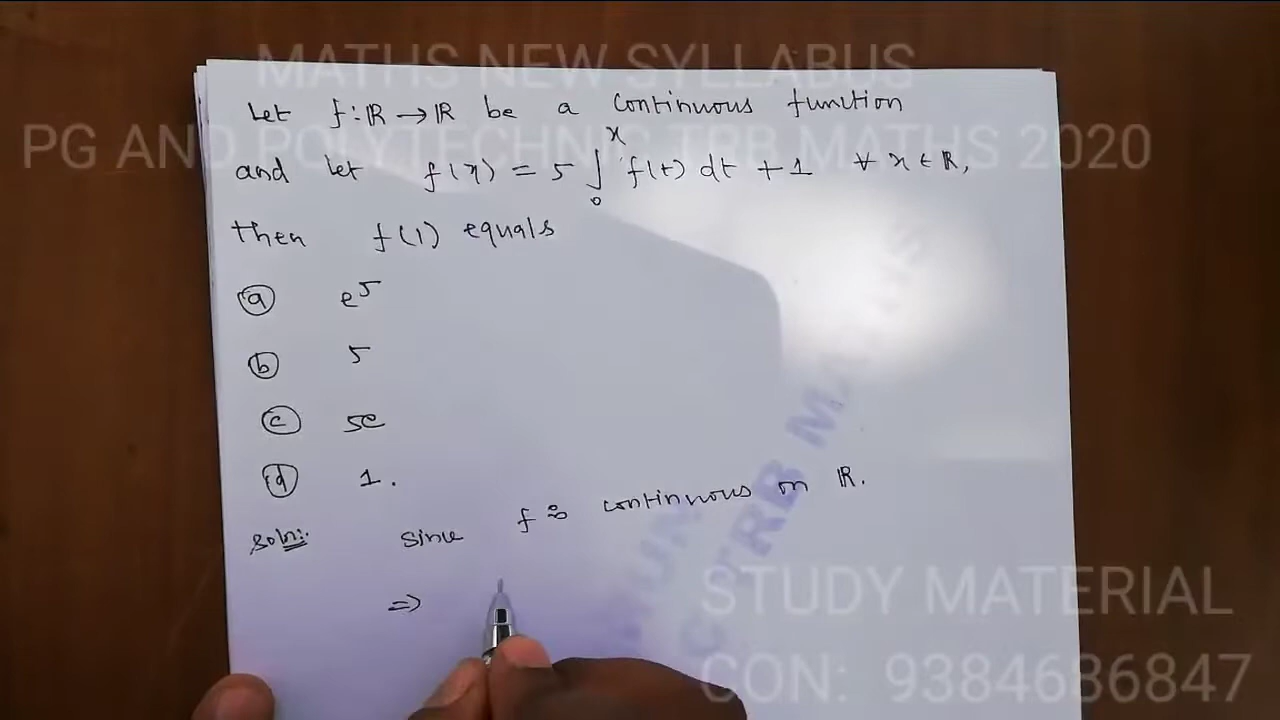 MATHS NEW SYLLABUS
Let f : ℝ → ℝ be a continuous function
PG AND POLYTECHNIC TRB MATHS 2020
and let f(x) = 5 ∫₀ˣ f(t) dt + 1 ∀ x ∈ ℝ,
then f(1) equals
ⓐ e⁵
ⓑ 5
ⓒ 5e
ⓓ 1.
Soln: Since f is continuous on ℝ.
⇒
STUDY MATERIAL
CON: 9384686847